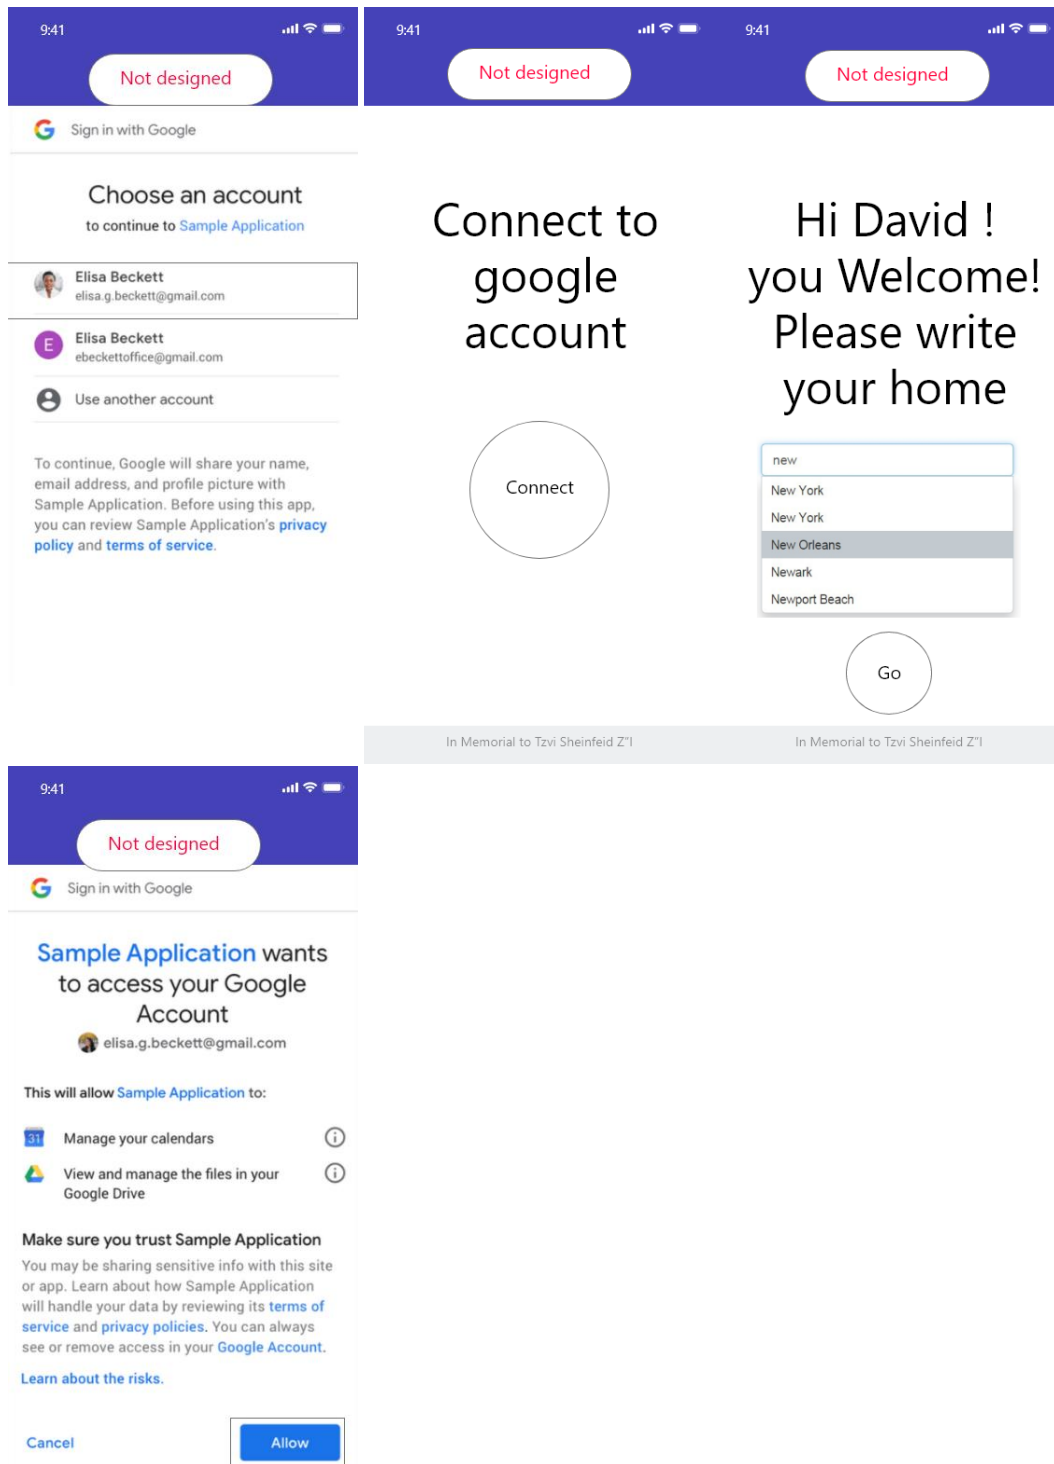 9:41
Not designed
Sign in with Google
Choose an account
to continue to Sample Application
Elisa Beckett
elisa.g.beckett@gmail.com
E
Elisa Beckett
ebeckettoffice@gmail.com
Use another account
To continue, Google will share your name,
email address, and profile picture with
Sample Application. Before using this app,
you can review Sample Application's privacy
policy and terms of service.
9:41
Not designed
Connect to
google
account
Connect
In Memorial to Tzvi Sheinfeid Z"l
9:41
Not designed
Hi David !
you Welcome!
Please write
your home
new
New York
New York
New Orleans
Newark
Newport Beach
Go
In Memorial to Tzvi Sheinfeid Z"l
9:41
Not designed
Sign in with Google
Sample Application wants
to access your Google
Account
elisa.g.beckett@gmail.com
This will allow Sample Application to:
31
Manage your calendars
View and manage the files in your
Google Drive
Make sure you trust Sample Application
You may be sharing sensitive info with this site
or app. Learn about how Sample Application
will handle your data by reviewing its terms of
service and privacy policies. You can always
see or remove access in your Google Account.
Learn about the risks.
Cancel
Allow